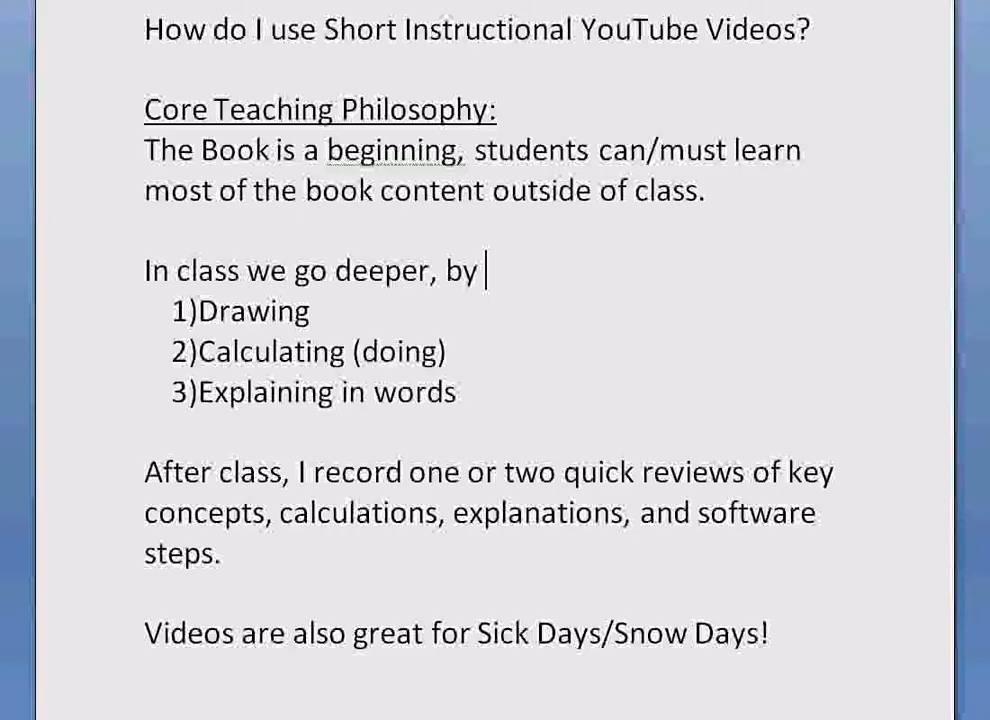 How do I use Short Instructional YouTube Videos?
Core Teaching Philosophy:
The Book is a beginning, students can/must learn
most of the book content outside of class.
In class we go deeper, by
1)Drawing
2)Calculating (doing)
3)Explaining in words
After class, I record one or two quick reviews of key
concepts, calculations, explanations, and software
steps.
Videos are also great for Sick Days/Snow Days!